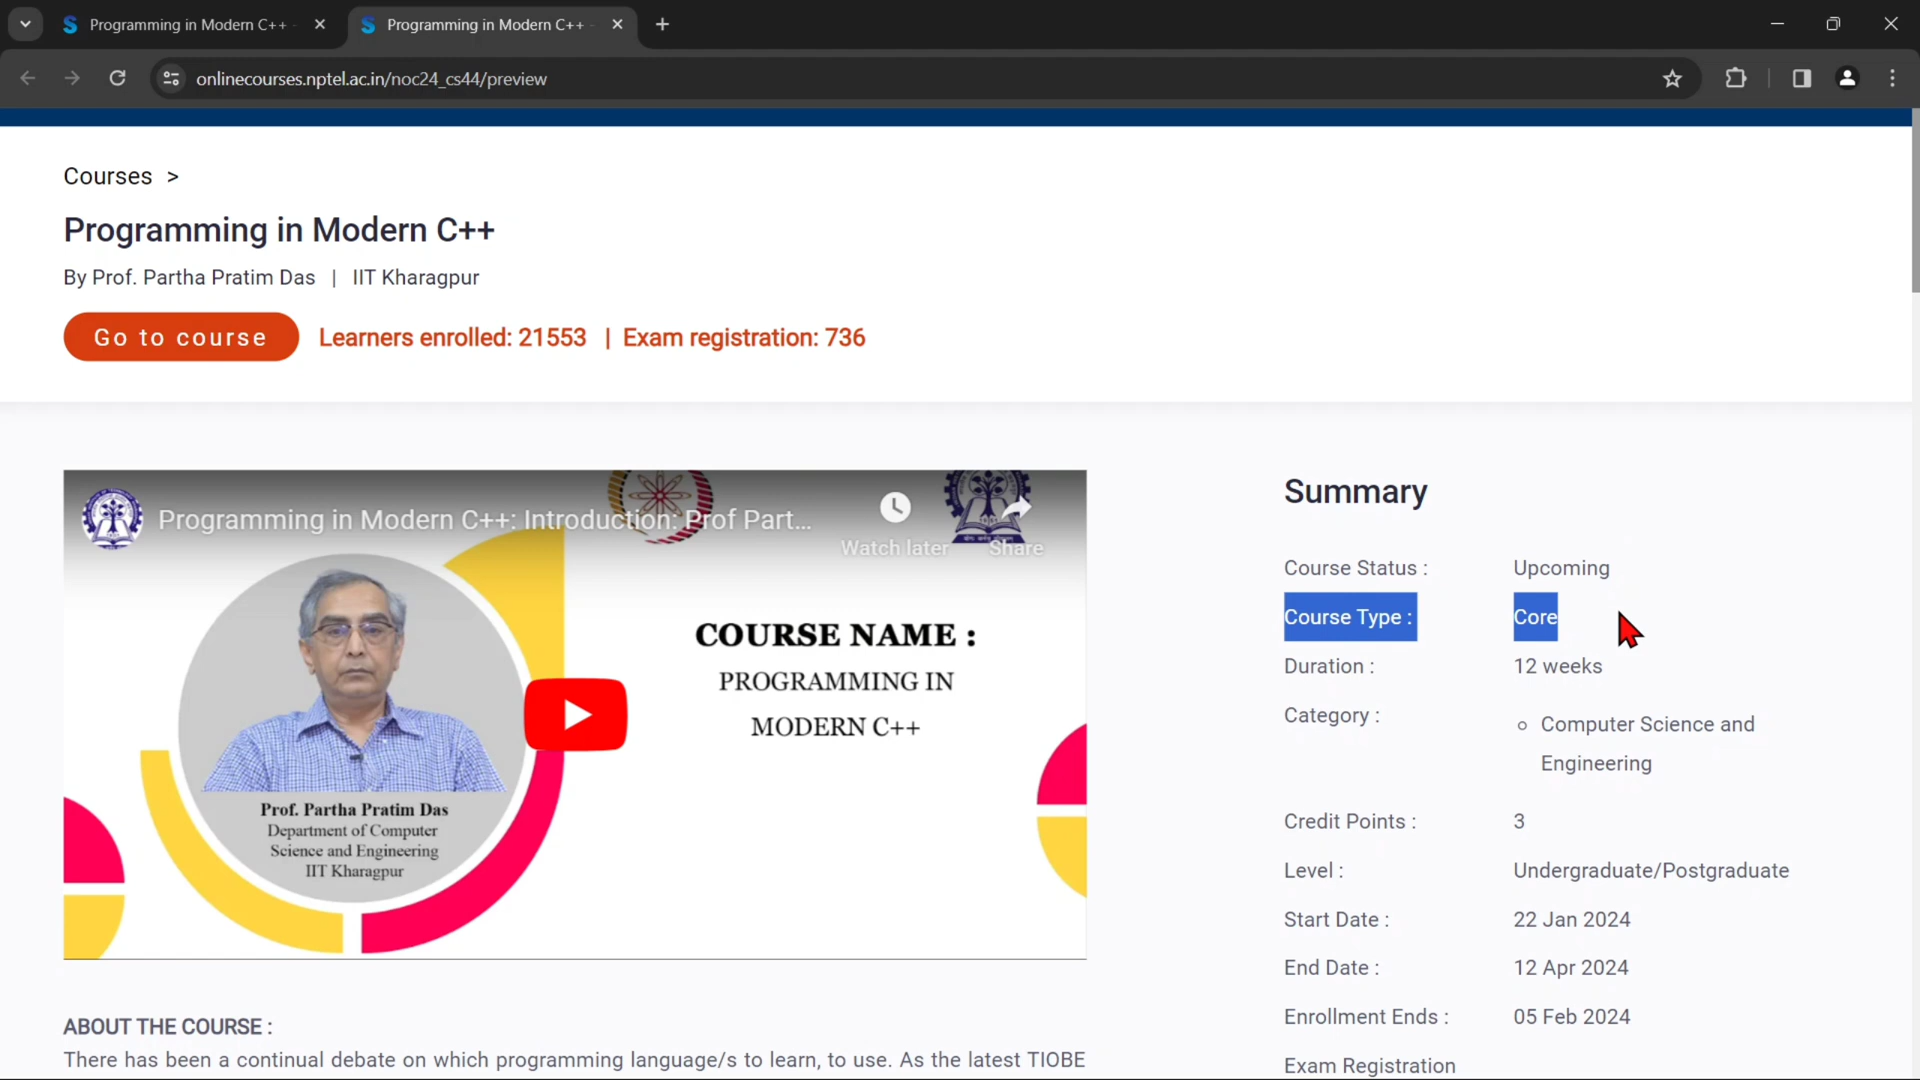 Programming in Modern C++ -
Programming in Modern C++ -
onlinecourses.nptel.ac.in/noc24_cs44/preview
Courses >
Programming in Modern C++
By Prof. Partha Pratim Das | IIT Kharagpur
Go to course
Learners enrolled: 21553 | Exam registration: 736
Programming in Modern C++: Introduction: Prof Part...
Watch later
Share
COURSE NAME :
PROGRAMMING IN
MODERN C++
Prof. Partha Pratim Das
Department of Computer
Science and Engineering
IIT Kharagpur
Summary
Course Status : Upcoming
Course Type : Core
Duration : 12 weeks
Category : Computer Science and
Engineering
Credit Points : 3
Level : Undergraduate/Postgraduate
Start Date : 22 Jan 2024
End Date : 12 Apr 2024
Enrollment Ends : 05 Feb 2024
Exam Registration
ABOUT THE COURSE :
There has been a continual debate on which programming language/s to learn, to use. As the latest TIOBE